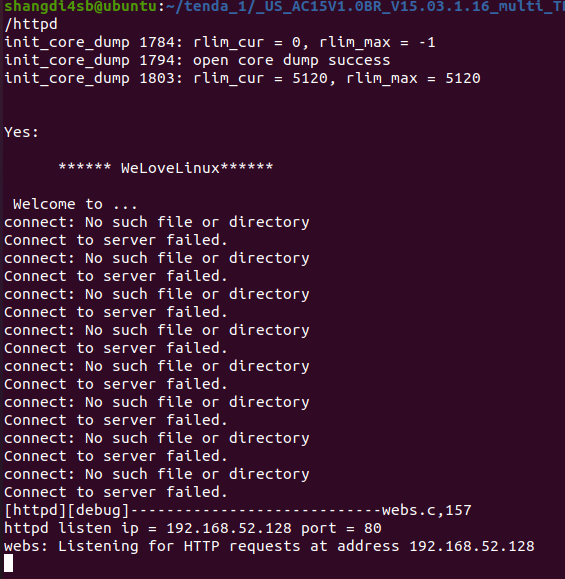 shangdi4sb@ubuntu:~/tenda_1/_US_AC15V1.0BR_V15.03.1.16_multi_
/httpd
init_core_dump 1784: rlim_cur = 0, rlim_max = -1
init_core_dump 1794: open core dump success
init_core_dump 1803: rlim_cur = 5120, rlim_max = 5120
Yes:
****** WeLoveLinux******
Welcome to ...
connect: No such file or directory
Connect to server failed.
connect: No such file or directory
Connect to server failed.
connect: No such file or directory
Connect to server failed.
connect: No such file or directory
Connect to server failed.
connect: No such file or directory
Connect to server failed.
connect: No such file or directory
Connect to server failed.
connect: No such file or directory
Connect to server failed.
connect: No such file or directory
Connect to server failed.
[httpd][debug]----------------------------webs.c,157
httpd listen ip = 192.168.52.128 port = 80
webs: Listening for HTTP requests at address 192.168.52.128